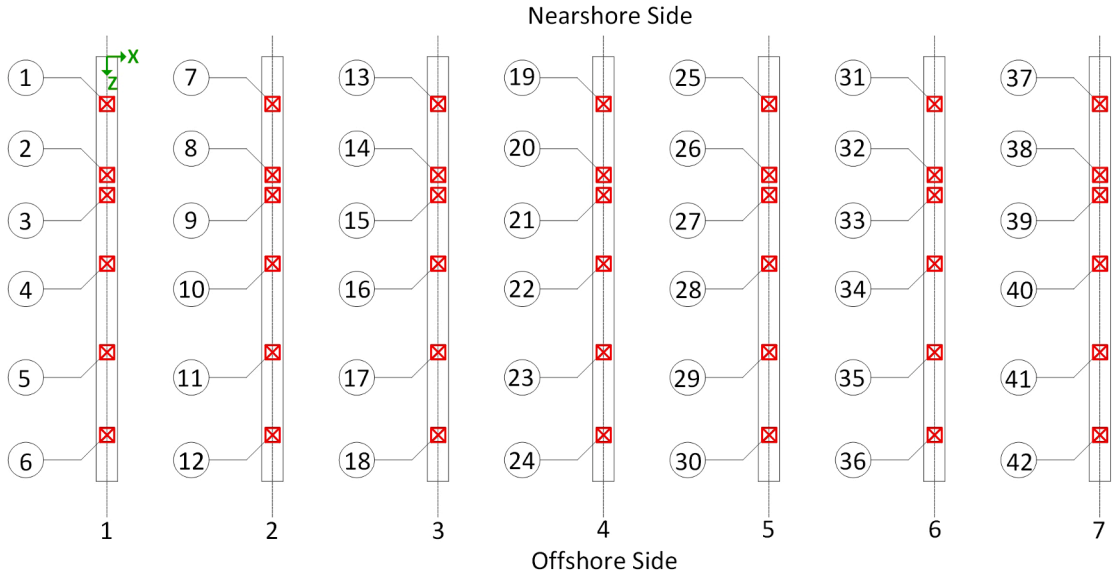 Nearshore Side
X
Z
1 7 13 19 25 31 37
2 8 14 20 26 32 38
3 9 15 21 27 33 39
4 10 16 22 28 34 40
5 11 17 23 29 35 41
6 12 18 24 30 36 42
1 2 3 4 5 6 7
Offshore Side